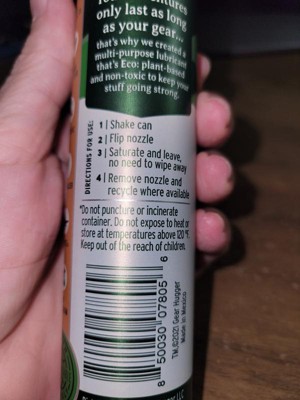 only last as long
as your gear...
that's why we created a
multi-purpose lubricant
that's Eco: plant-based
and non-toxic to keep your
stuff going strong.
DIRECTIONS FOR USE:
1 | Shake can
2 | Flip nozzle
3 | Saturate and leave,
no need to wipe away
4 | Remove nozzle and
recycle where available
*Do not puncture or incinerate
container. Do not expose to heat or
store at temperatures above 120 °F.
Keep out of the reach of children.
8 50030 07805 6
TM,©2021 Gear Hugger
Made in Mexico